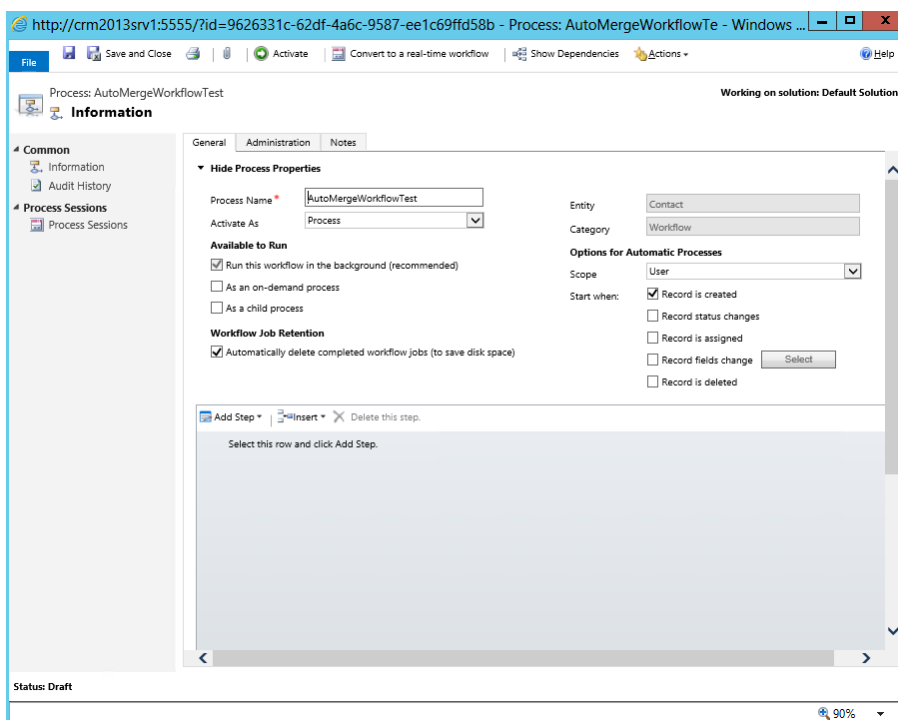 http://crm2013srv1:5555/?id=9626331c-62df-4a6c-9587-ee1c69ffd58b - Process: AutoMergeWorkflowTe - Windows ...
File Save and Close Activate Convert to a real-time workflow Show Dependencies Actions Help
Process: AutoMergeWorkflowTest
Working on solution: Default Solution
Information
Common
Information
Audit History
Process Sessions
Process Sessions
General Administration Notes
Hide Process Properties
Process Name * AutoMergeWorkflowTest
Activate As Process
Available to Run
Run this workflow in the background (recommended)
As an on-demand process
As a child process
Workflow Job Retention
Automatically delete completed workflow jobs (to save disk space)
Entity Contact
Category Workflow
Options for Automatic Processes
Scope User
Start when: Record is created
Record status changes
Record is assigned
Record fields change Select
Record is deleted
Add Step Insert Delete this step.
Select this row and click Add Step.
Status: Draft
90%